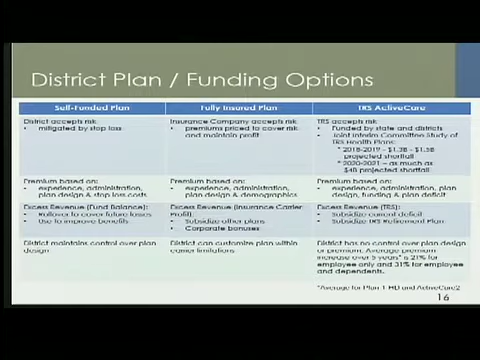 District Plan / Funding Options
Self-Funded Plan
District accepts risk
• mitigated by stop loss
Premium based on:
• experience, administration,
plan design & stop loss costs
Excess Revenue (Fund Balance):
• Rollover to cover future losses
• Use to improve benefits
District maintains control over plan
design
Fully Insured Plan
Insurance Company accepts risk
• premiums priced to cover risk
and maintain profit
Premium based on:
• experience, administration,
plan design & demographics
Excess Revenue (Insurance Carrier
Profit):
• Subsidize other plans
• Corporate bonuses
District can customize plan within
carrier limitations
TRS ActiveCare
TRS accepts risk
• Funded by state and districts
• Joint Interim Committee Study of
TRS Health Plans:
* 2018-2019 - $1.3B - $1.5B
projected shortfall
* 2020-2021 – as much as
$4B projected shortfall
Premium based on:
• experience, administration, plan
design, funding & plan deficit
Excess Revenue (TRS):
• Subsidize current deficit
• Subsidize TRS Retirement Plan
District has no control over plan design
or premium. Average premium
increase over 5 years* is 21% for
employee only and 31% for employee
and dependents.
*Average for Plan 1-HD and ActiveCare2
16